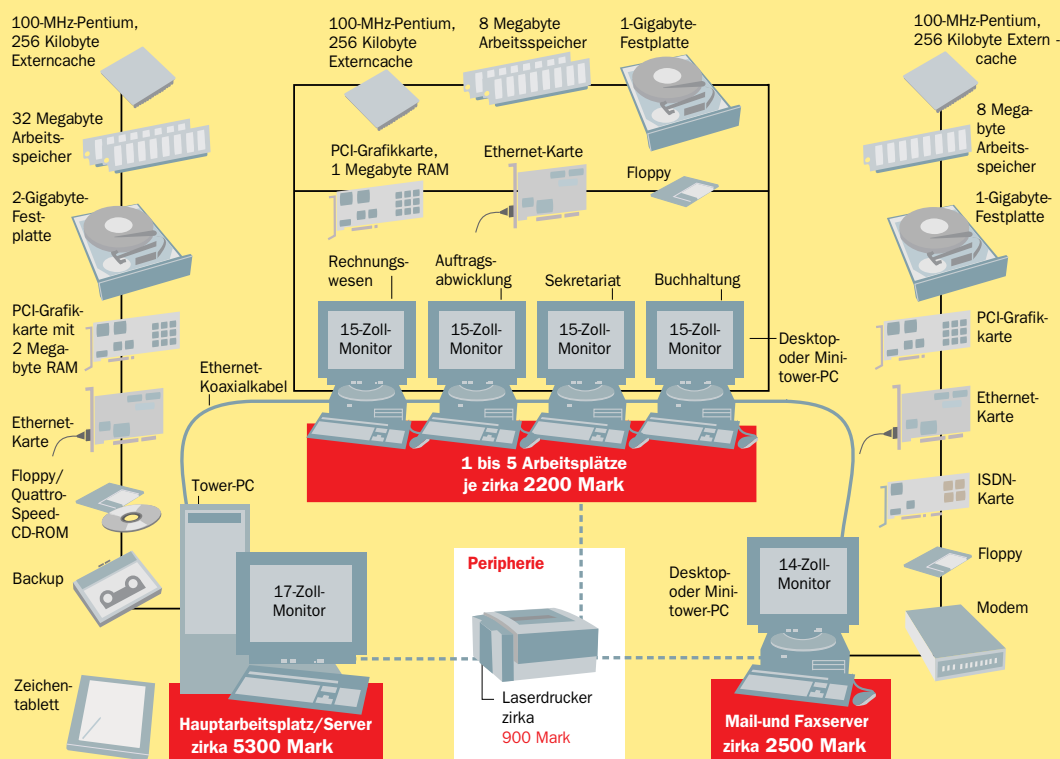 100-MHz-Pentium,
256 Kilobyte
Externcache
32 Megabyte
Arbeits-
speicher
2-Gigabyte-
Fest-
platte
PCI-Grafik-
karte mit
2 Mega-
byte RAM
Ethernet-
Karte
Floppy/
Quattro-
Speed-
CD-ROM
Backup
Zeichen-
tablett
100-MHz-Pentium,
256 Kilobyte
Externcache
8 Megabyte
Arbeitsspeicher
1-Gigabyte-
Festplatte
PCI-Grafikkarte,
1 Megabyte RAM
Ethernet-Karte
Floppy
Rechnungs-
wesen
Auftrags-
abwicklung
Sekretariat
Buchhaltung
15-Zoll-
Monitor
15-Zoll-
Monitor
15-Zoll-
Monitor
15-Zoll-
Monitor
Desktop-
oder Mini-
tower-PC
Ethernet-
Koaxialkabel
1 bis 5 Arbeitsplätze
je zirka 2200 Mark
Tower-PC
17-Zoll-
Monitor
Hauptarbeitsplatz/Server
zirka 5300 Mark
Peripherie
Laserdrucker
zirka
900 Mark
Desktop-
oder Mini-
tower-PC
14-Zoll-
Monitor
Mail-und Faxserver
zirka 2500 Mark
100-MHz-Pentium,
256 Kilobyte Extern -
cache
8 Mega-
byte
Arbeits-
speicher
1-Gigabyte-
Festplatte
PCI-Grafik-
karte
Ethernet-
Karte
ISDN-
Karte
Floppy
Modem